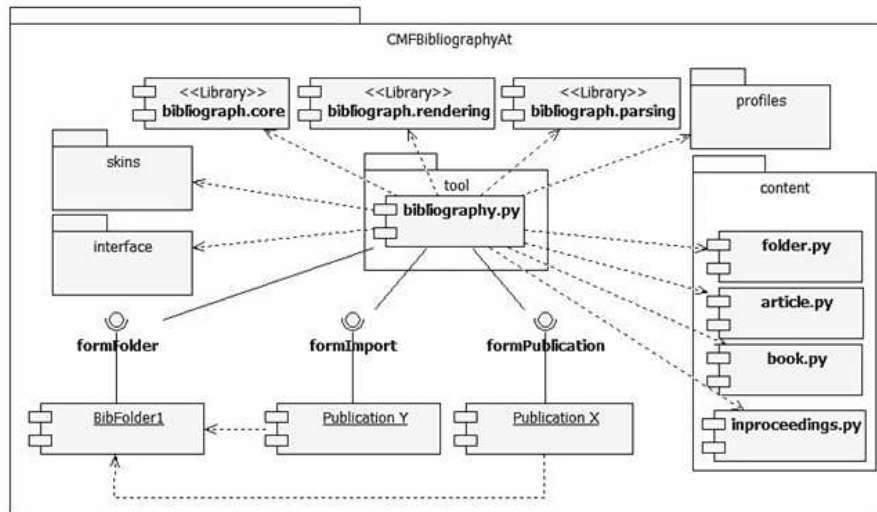 CMFBibliographyAt
<<Library>>
bibliograph.core
<<Library>>
bibliograph.rendering
<<Library>>
bibliograph.parsing
profiles
skins
tool
content
bibliography.py
interface
folder.py
article.py
formFolder
formImport
formPublication
book.py
BibFolder1
Publication Y
Publication X
inproceedings.py